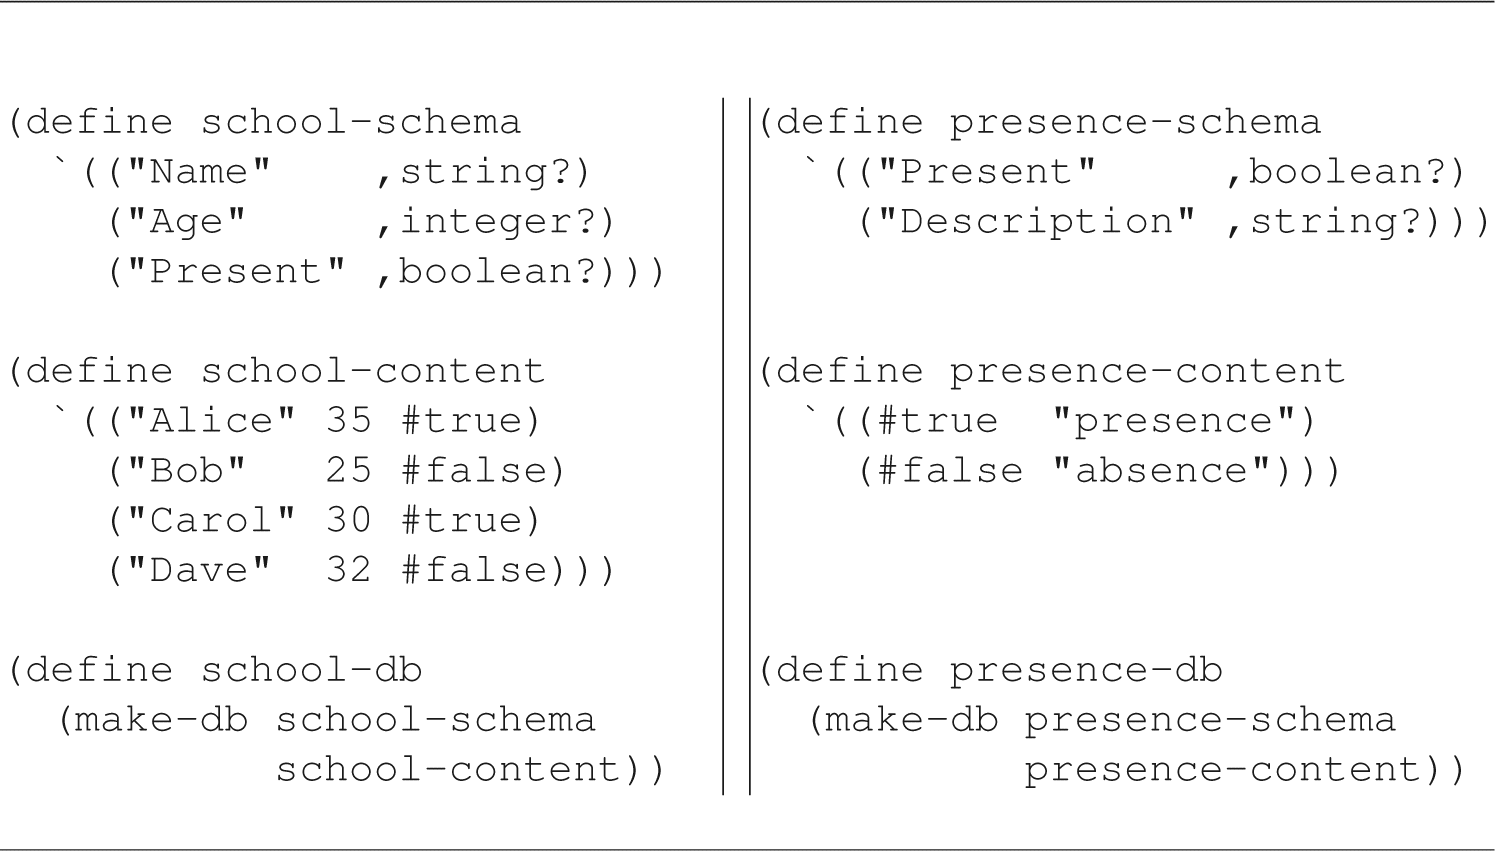 (define school-schema
  `(("Name"    ,string?)
    ("Age"     ,integer?)
    ("Present" ,boolean?)))
(define school-content
  `(("Alice" 35 #true)
    ("Bob"   25 #false)
    ("Carol" 30 #true)
    ("Dave"  32 #false)))
(define school-db
  (make-db school-schema
           school-content))
(define presence-schema
  `(("Present"     ,boolean?)
    ("Description" ,string?)))
(define presence-content
  `((#true  "presence")
    (#false "absence")))
(define presence-db
  (make-db presence-schema
           presence-content))